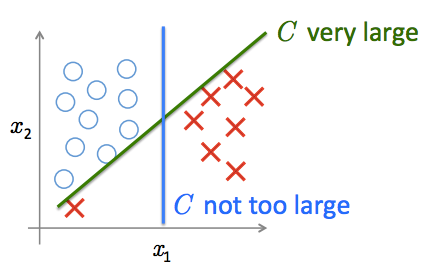 C very large
x₂
C not too large
x₁